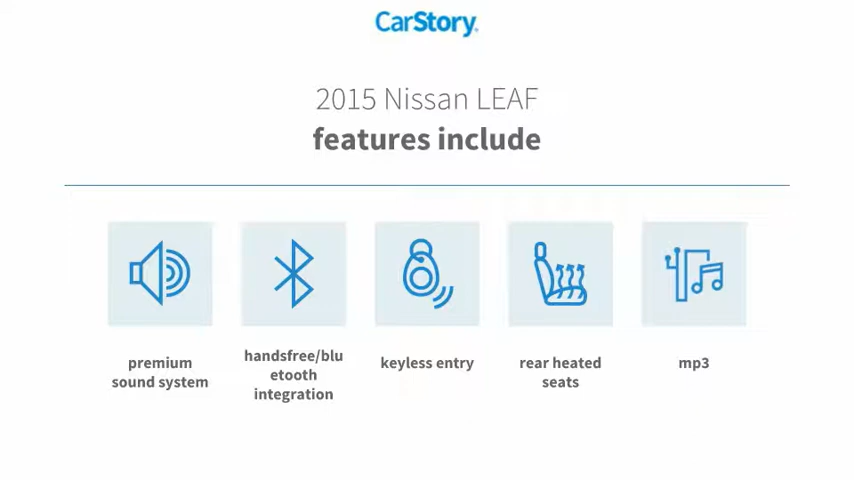 CarStory
2015 Nissan LEAF
features include
premium
sound system
handsfree/blu
etooth
integration
keyless entry
rear heated
seats
mp3